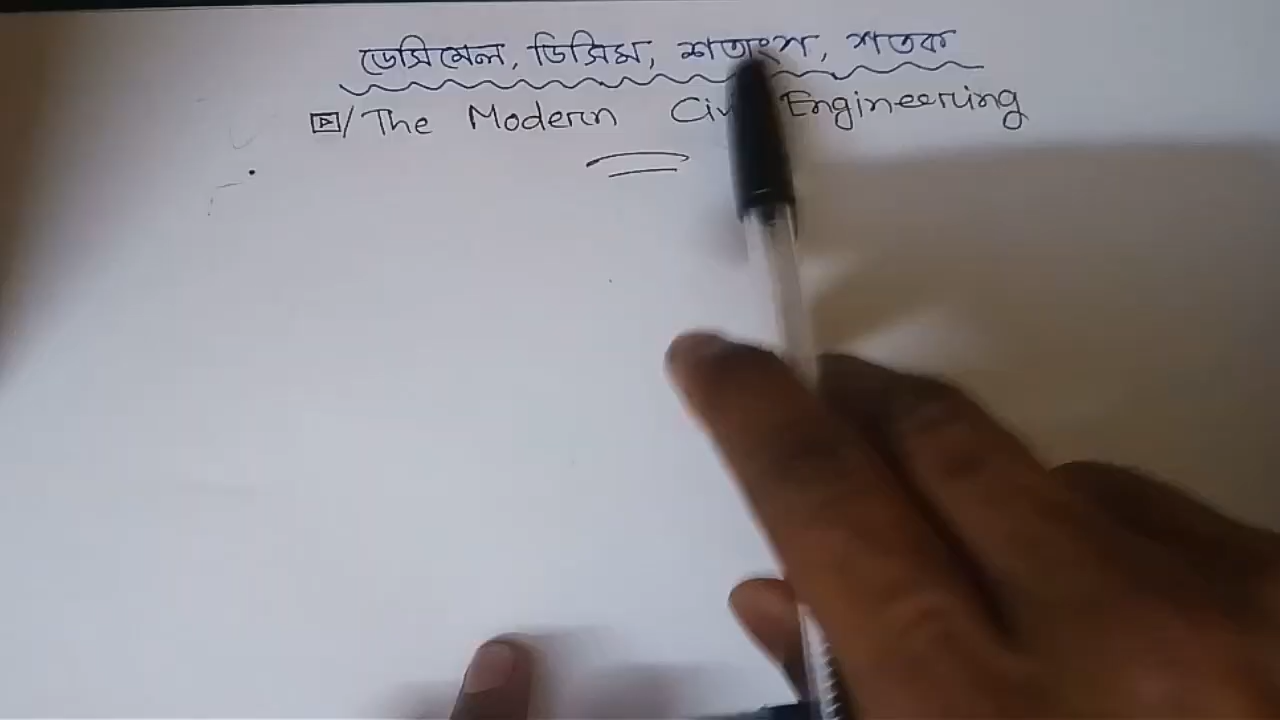 ডেসিমেল, ডিসিম, শতাংশ, শতক
/The Modern Engineering